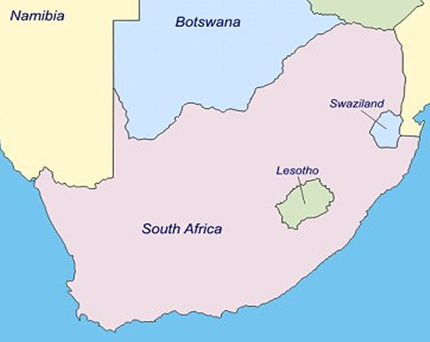 Namibia
Botswana
Swaziland
Lesotho
South Africa